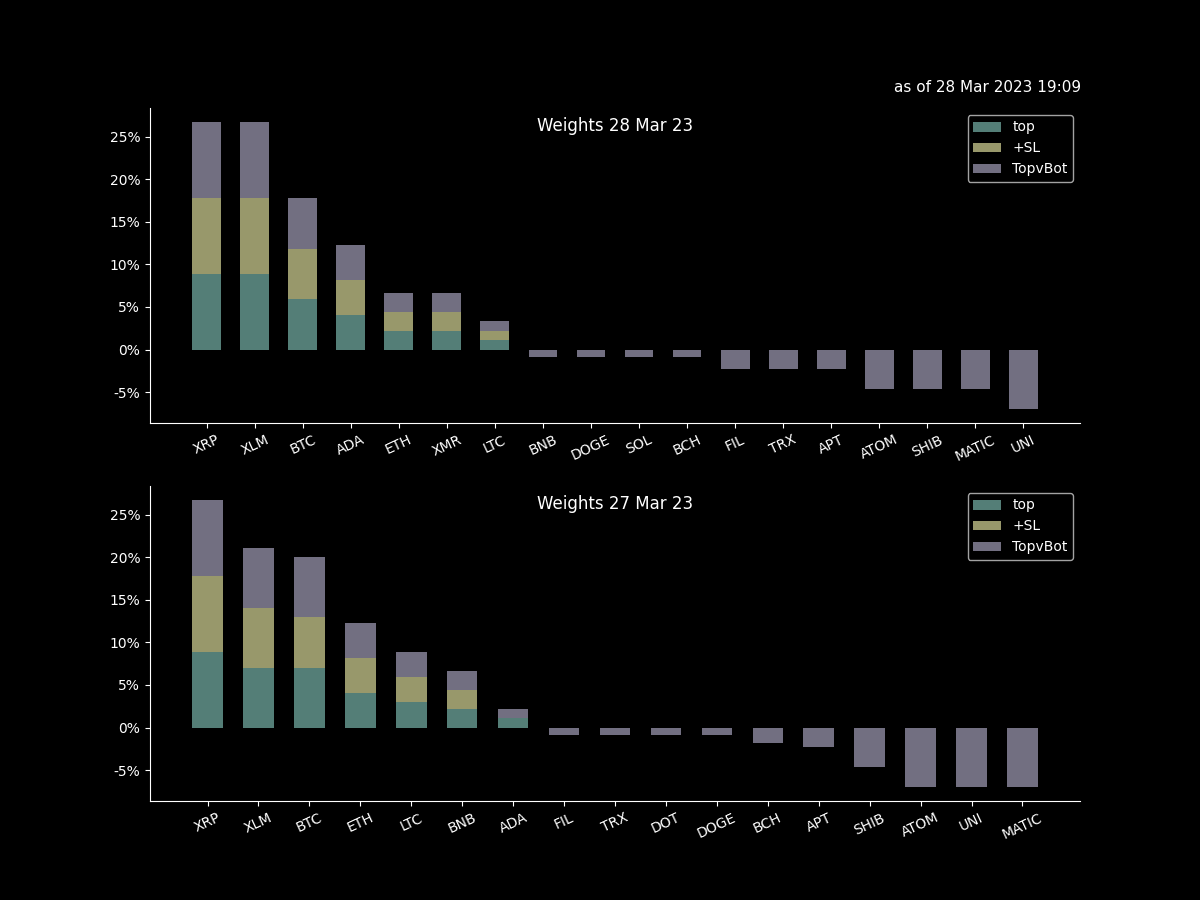 as of 28 Mar 2023 19:09
Weights 28 Mar 23
top
+SL
TopvBot
25%
20%
15%
10%
5%
0%
-5%
XRP XLM BTC ADA ETH XMR LTC BNB DOGE SOL BCH FIL TRX APT ATOM SHIB MATIC UNI
Weights 27 Mar 23
top
+SL
TopvBot
25%
20%
15%
10%
5%
0%
-5%
XRP XLM BTC ETH LTC BNB ADA FIL TRX DOT DOGE BCH APT SHIB ATOM UNI MATIC